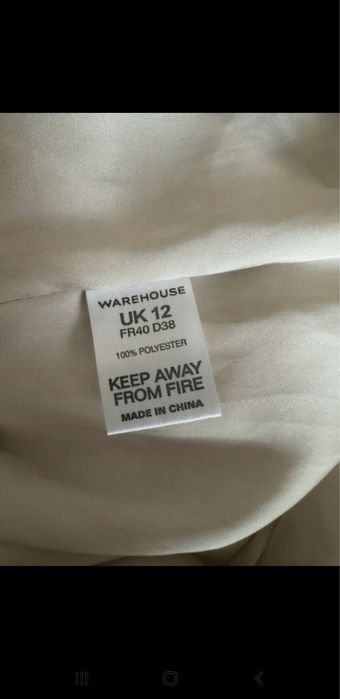 WAREHOUSE
UK 12
FR40 D38
100% POLYESTER
KEEP AWAY
FROM FIRE
MADE IN CHINA